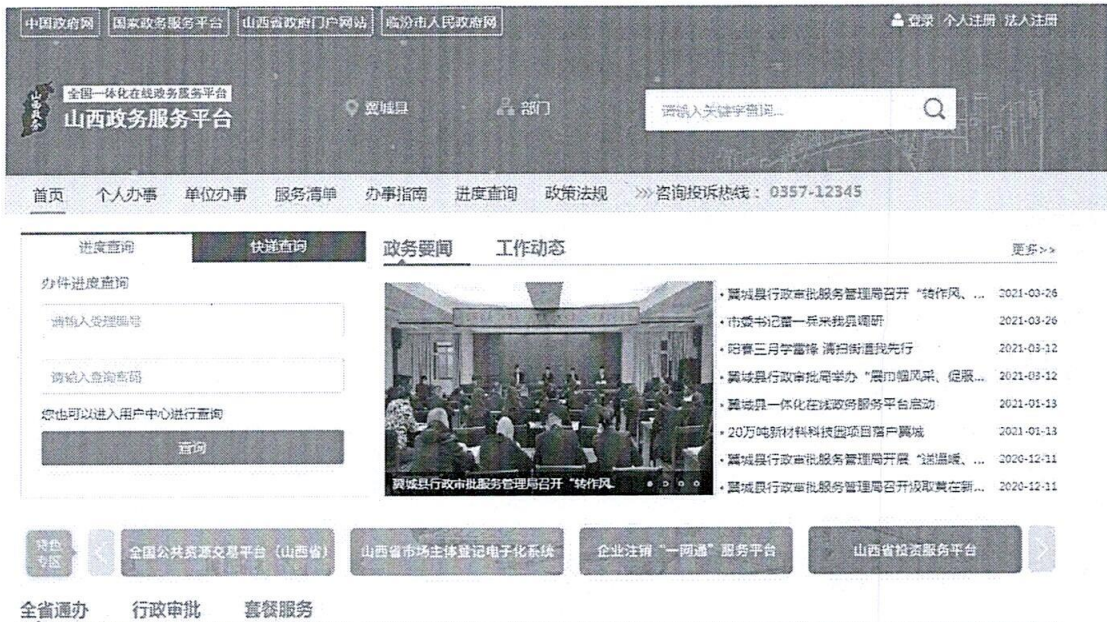 中国政府网 国家政务服务平台 山西省政府门户网站 临汾市人民政府网 登录 个人注册 法人注册
山西政务
全国一体化在线政务服务平台
山西政务服务平台
翼城县 部门 请输入关键字查询...
首页 个人办事 单位办事 服务清单 办事指南 进度查询 政策法规 >>> 咨询投诉热线： 0357-12345
进度查询 快递查询
政务要闻 工作动态 更多>>
办件进度查询
请输入受理编号
请输入查询密码
您也可以进入用户中心进行查询
查询
翼城县行政审批服务管理局召开“转作风、
·翼城县行政审批服务管理局召开“转作风、... 2021-03-26
·市委书记董一兵来我县调研 2021-03-26
·阳春三月学雷锋 清扫街道我先行 2021-03-12
·翼城县行政审批局举办“展巾帼风采、促服... 2021-03-12
·翼城县一体化在线政务服务平台启动 2021-01-13
·20万吨新材料科技园项目落户翼城 2021-01-13
·翼城县行政审批服务管理局开展“送温暖、... 2020-12-11
·翼城县行政审批服务管理局召开汲取黄在新... 2020-12-11
特色专区 全国公共资源交易平台（山西省） 山西省市场主体登记电子化系统 企业注销“一网通”服务平台 山西省投资服务平台
全省通办 行政审批 套餐服务